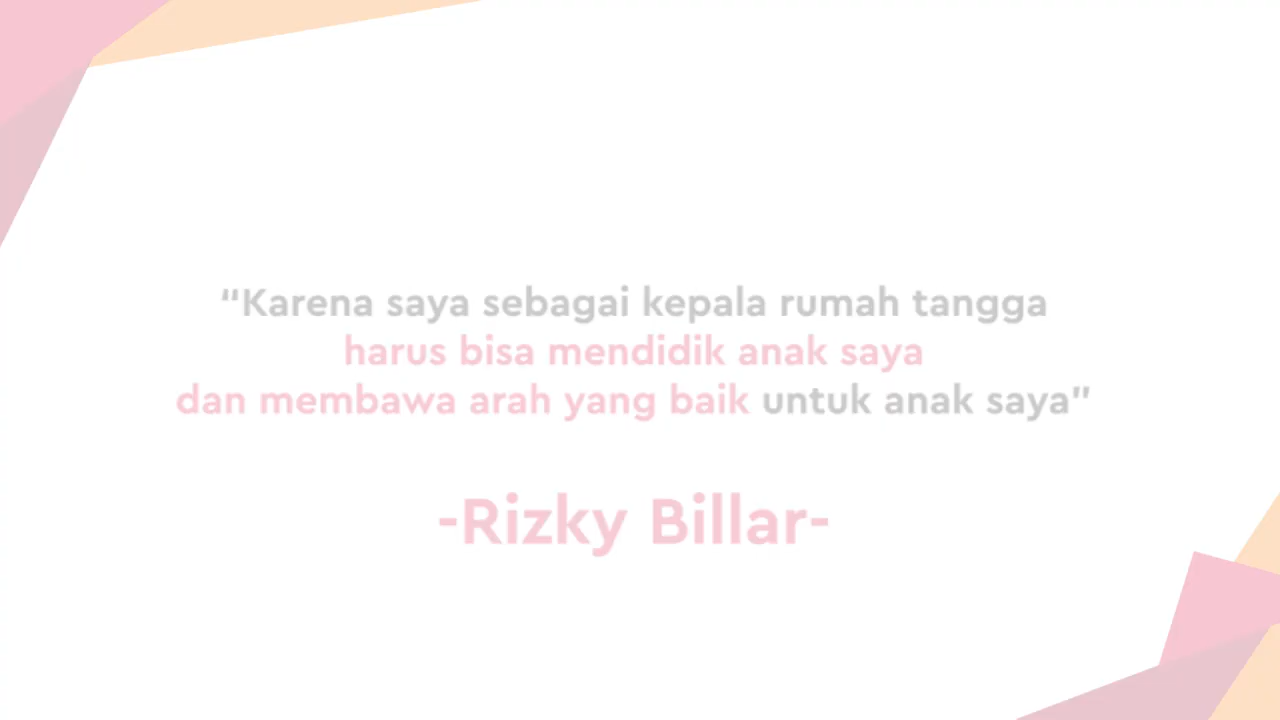 “Karena saya sebagai kepala rumah tangga
harus bisa mendidik anak saya
dan membawa arah yang baik untuk anak saya”
-Rizky Billar-